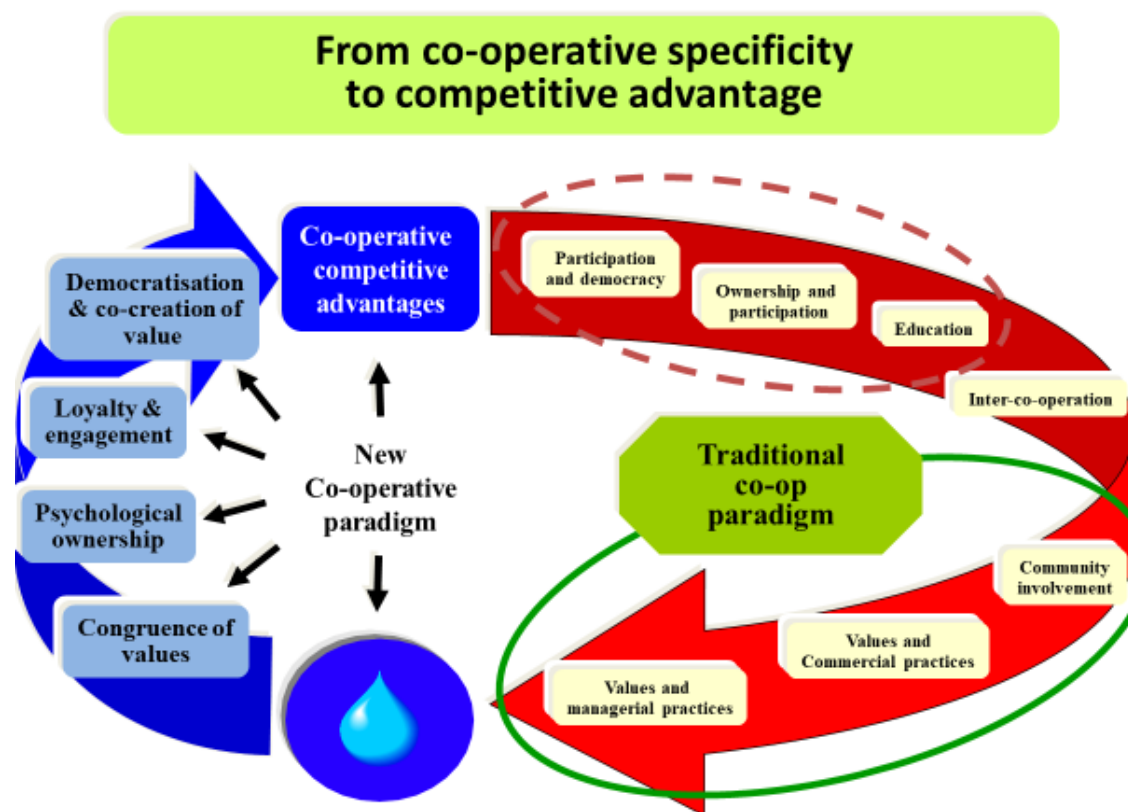 From co-operative specificity
to competitive advantage
Co-operative
competitive
advantages
Participation
and democracy
Ownership and
participation
Education
Inter-co-operation
Democratisation
& co-creation of
value
Loyalty &
engagement
Psychological
ownership
Congruence of
values
New
Co-operative
paradigm
Traditional
co-op
paradigm
Community
involvement
Values and
Commercial practices
Values and
managerial practices